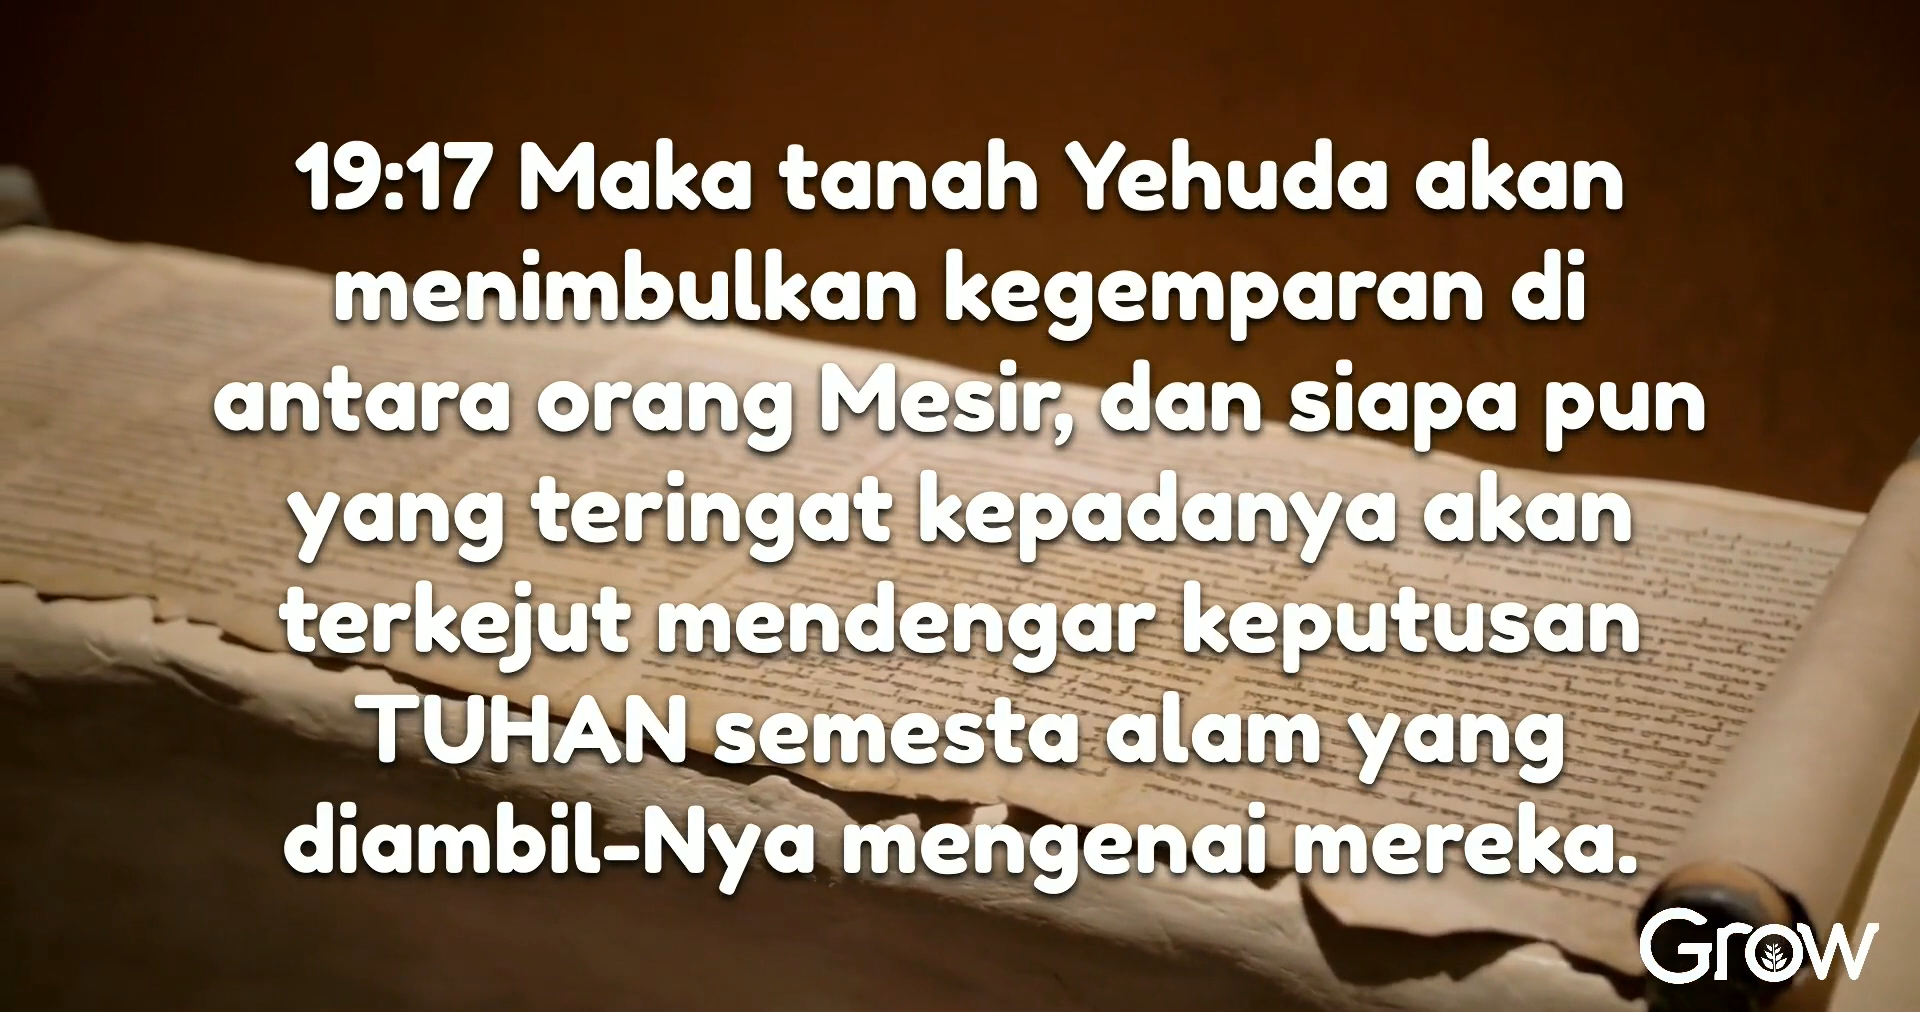 19:17 Maka tanah Yehuda akan
menimbulkan kegemparan di
antara orang Mesir, dan siapa pun
yang teringat kepadanya akan
terkejut mendengar keputusan
TUHAN semesta alam yang
diambil-Nya mengenai mereka.
Grow